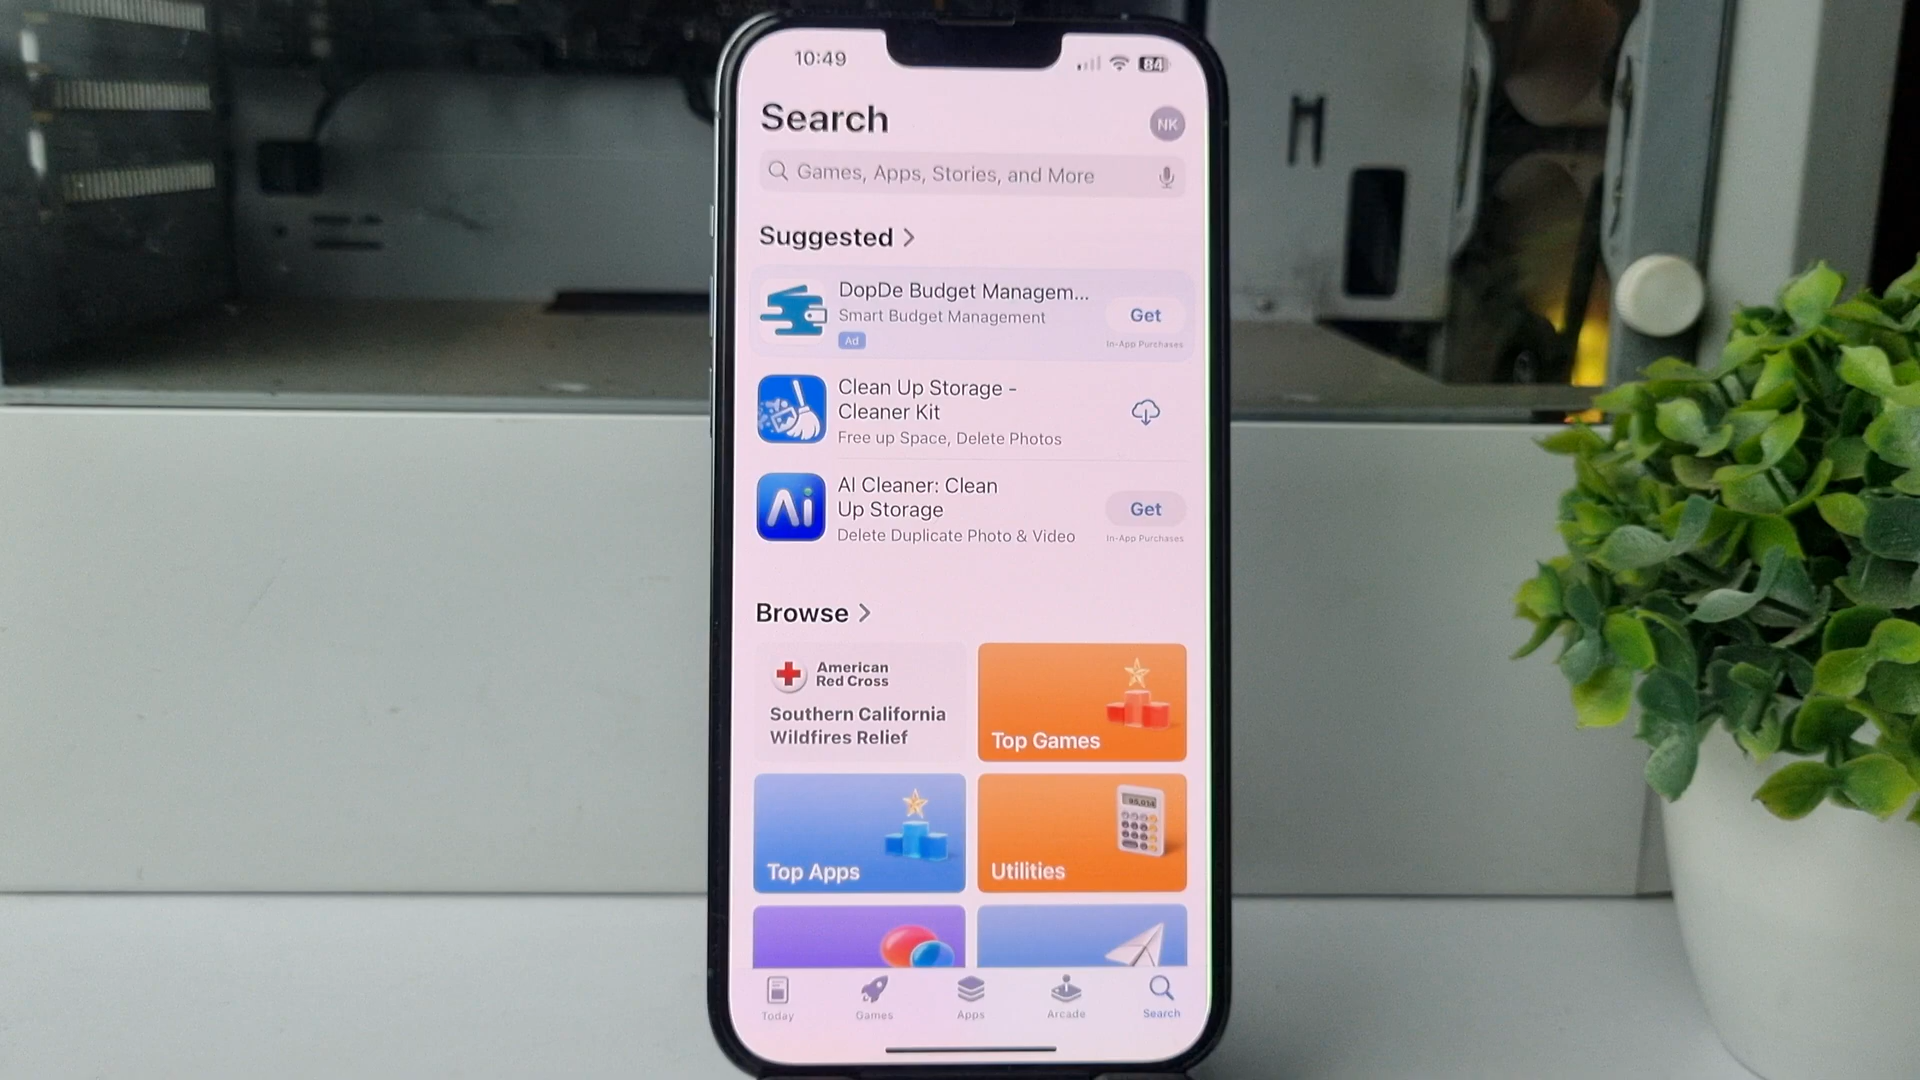 10:49
84
Search
NK
Games, Apps, Stories, and More
Suggested
DopDe Budget Managem...
Smart Budget Management
Ad
Get
In-App Purchases
Clean Up Storage -
Cleaner Kit
Free up Space, Delete Photos
Ai
AI Cleaner: Clean
Up Storage
Delete Duplicate Photo & Video
Get
In-App Purchases
Browse
American
Red Cross
Southern California
Wildfires Relief
Top Games
Top Apps
Utilities
Today
Games
Apps
Arcade
Search